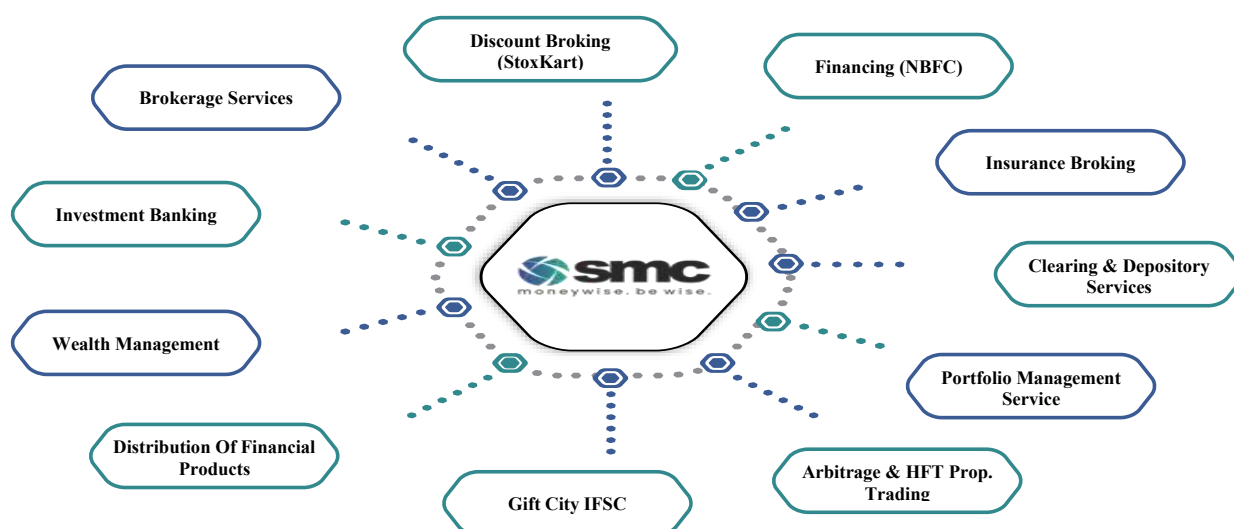 Discount Broking
(StoxKart)
Financing (NBFC)
Brokerage Services
Insurance Broking
Investment Banking
Clearing & Depository
Services
smc
moneywise. be wise.
Wealth Management
Portfolio Management
Service
Distribution Of Financial
Products
Arbitrage & HFT Prop.
Trading
Gift City IFSC